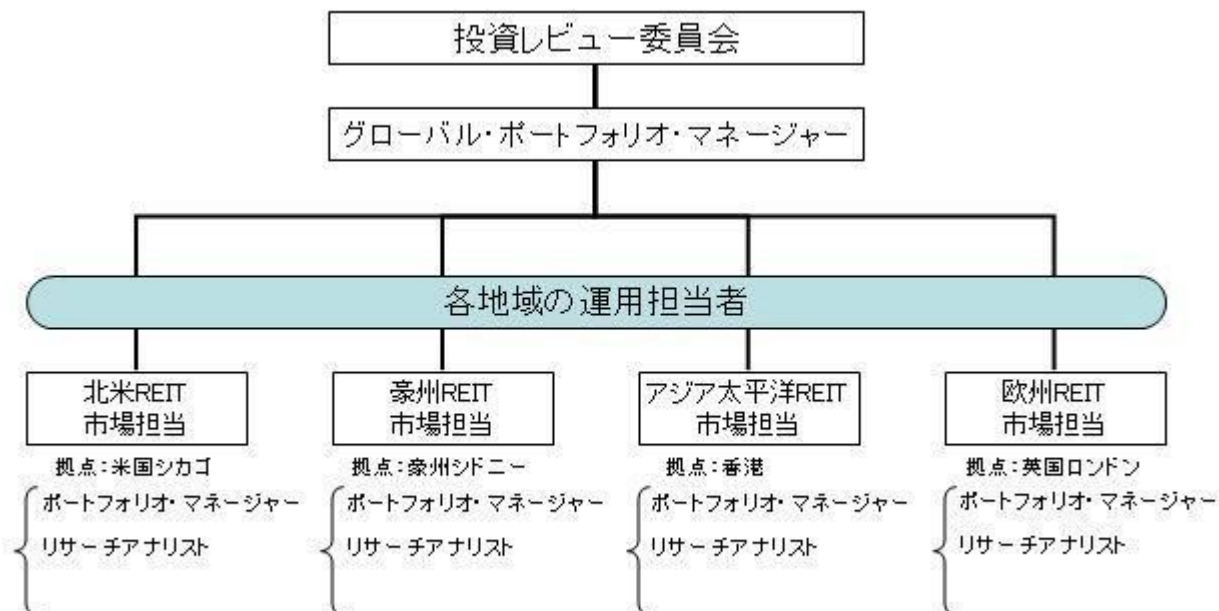 投資レビュー委員会
グローバル・ポートフォリオ・マネージャー
各地域の運用担当者
北米REIT
市場担当
拠点：米国シカゴ
ポートフォリオ・マネージャー
リサーチアナリスト
豪州REIT
市場担当
拠点：豪州シドニー
ポートフォリオ・マネージャー
リサーチアナリスト
アジア太平洋REIT
市場担当
拠点：香港
ポートフォリオ・マネージャー
リサーチアナリスト
欧州REIT
市場担当
拠点：英国ロンドン
ポートフォリオ・マネージャー
リサーチアナリスト